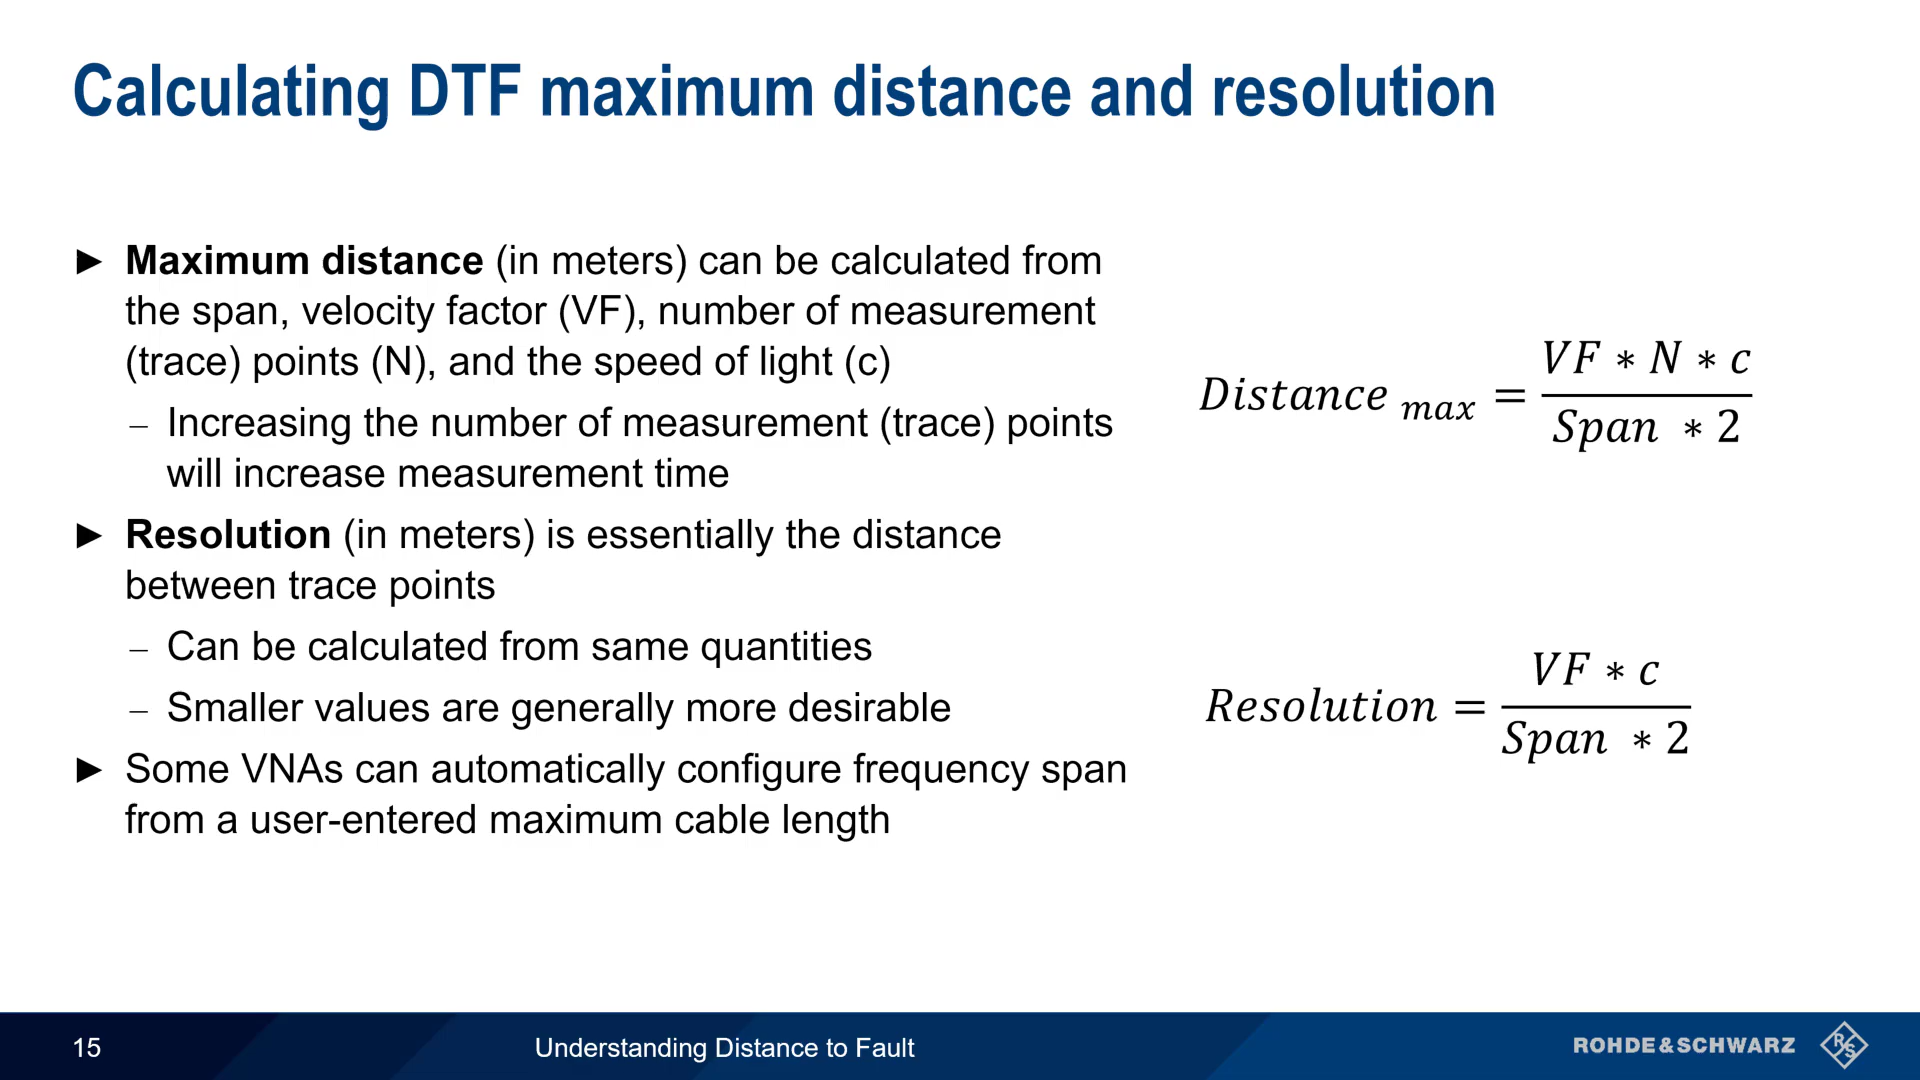 Calculating DTF maximum distance and resolution
► Maximum distance (in meters) can be calculated from
the span, velocity factor (VF), number of measurement
(trace) points (N), and the speed of light (c)
– Increasing the number of measurement (trace) points
will increase measurement time
► Resolution (in meters) is essentially the distance
between trace points
– Can be calculated from same quantities
– Smaller values are generally more desirable
► Some VNAs can automatically configure frequency span
from a user-entered maximum cable length
Distance max = VF ∗ N ∗ c / Span ∗ 2
Resolution = VF ∗ c / Span ∗ 2
15
Understanding Distance to Fault
ROHDE&SCHWARZ
R S